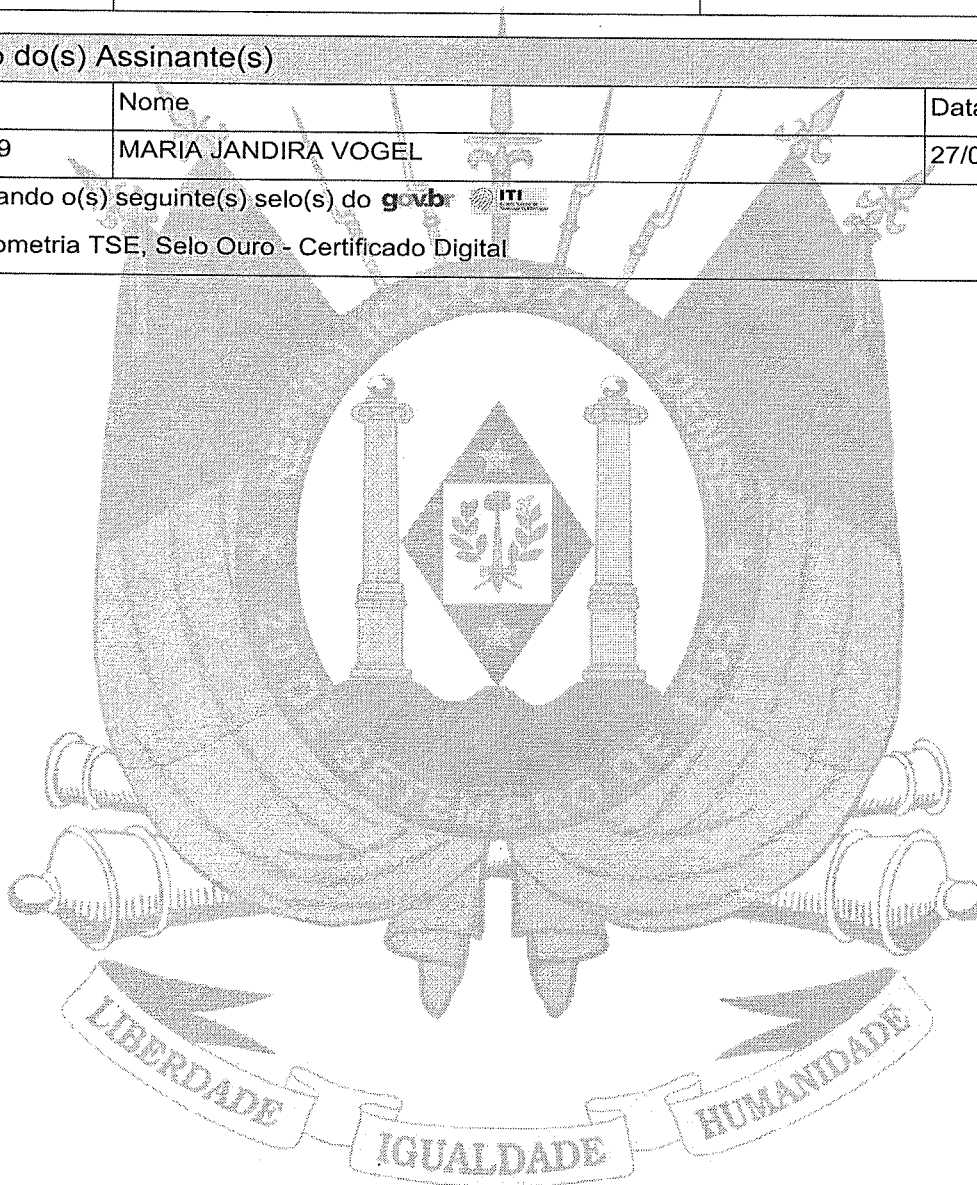 do(s) Assinante(s)
Nome
Data
9
MARIA JANDIRA VOGEL
27/0
ando o(s) seguinte(s) selo(s) do gov.br ITI
ometria TSE, Selo Ouro - Certificado Digital
LIBERDADE
IGUALDADE
HUMANIDADE